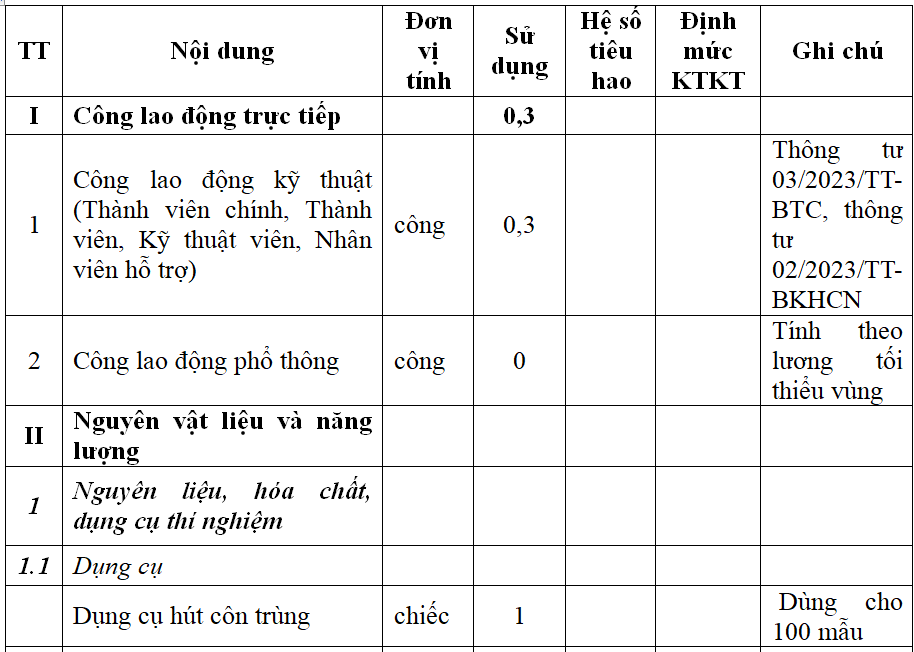 TT
Nội dung
Đơn
vị
tính
Sử
dụng
Hệ số
tiêu
hao
Định
mức
KTKT
Ghi chú
I
Công lao động trực tiếp
0,3
1
Công lao động kỹ thuật
(Thành viên chính, Thành
viên, Kỹ thuật viên, Nhân
viên hỗ trợ)
công
0,3
Thông tư
03/2023/TT-
BTC, thông
tư
02/2023/TT-
BKHCN
2
Công lao động phổ thông
công
0
Tính theo
lương tối
thiểu vùng
II
Nguyên vật liệu và năng
lượng
1
Nguyên liệu, hóa chất,
dụng cụ thí nghiệm
1.1
Dụng cụ
Dụng cụ hút côn trùng
chiếc
1
Dùng cho
100 mẫu